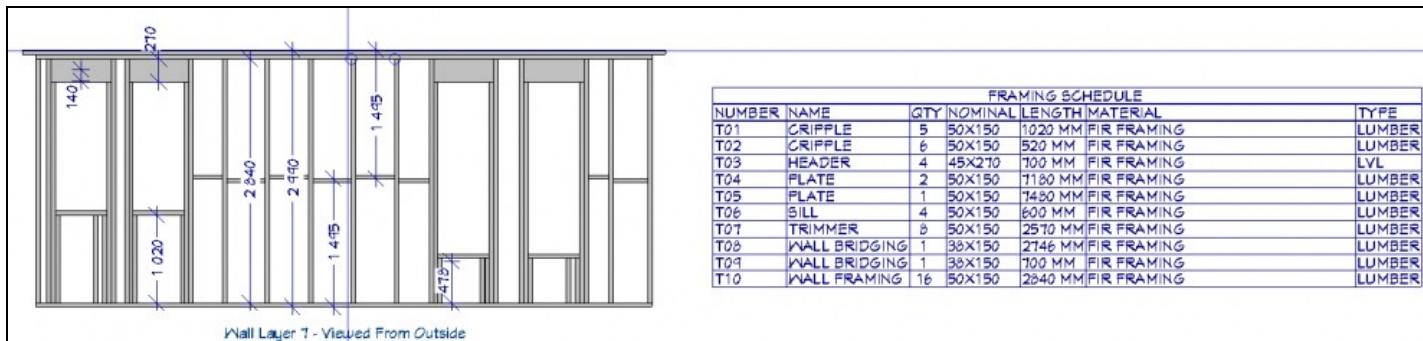 270
140
1 495
2 840
2 990
1 495
1 020
478
Wall Layer 7 - Viewed From Outside
FRAMING SCHEDULE
NUMBER NAME QTY NOMINAL LENGTH MATERIAL TYPE
T01 CRIPPLE 5 50X150 1020 MM FIR FRAMING LUMBER
T02 CRIPPLE 6 50X150 520 MM FIR FRAMING LUMBER
T03 HEADER 4 45X270 700 MM FIR FRAMING LVL
T04 PLATE 2 50X150 7180 MM FIR FRAMING LUMBER
T05 PLATE 1 50X150 7480 MM FIR FRAMING LUMBER
T06 SILL 4 50X150 600 MM FIR FRAMING LUMBER
T07 TRIMMER 8 50X150 2570 MM FIR FRAMING LUMBER
T08 WALL BRIDGING 1 38X150 2746 MM FIR FRAMING LUMBER
T09 WALL BRIDGING 1 38X150 700 MM FIR FRAMING LUMBER
T10 WALL FRAMING 16 50X150 2840 MM FIR FRAMING LUMBER